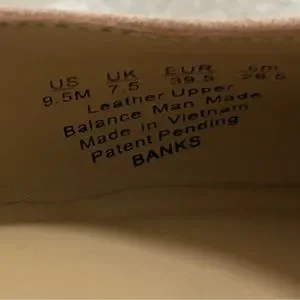 US UK EUR cm
9.5M 7.5 39.5 26.5
Leather Upper
Balance Man Made
Made in Vietnam
Patent Pending
BANKS